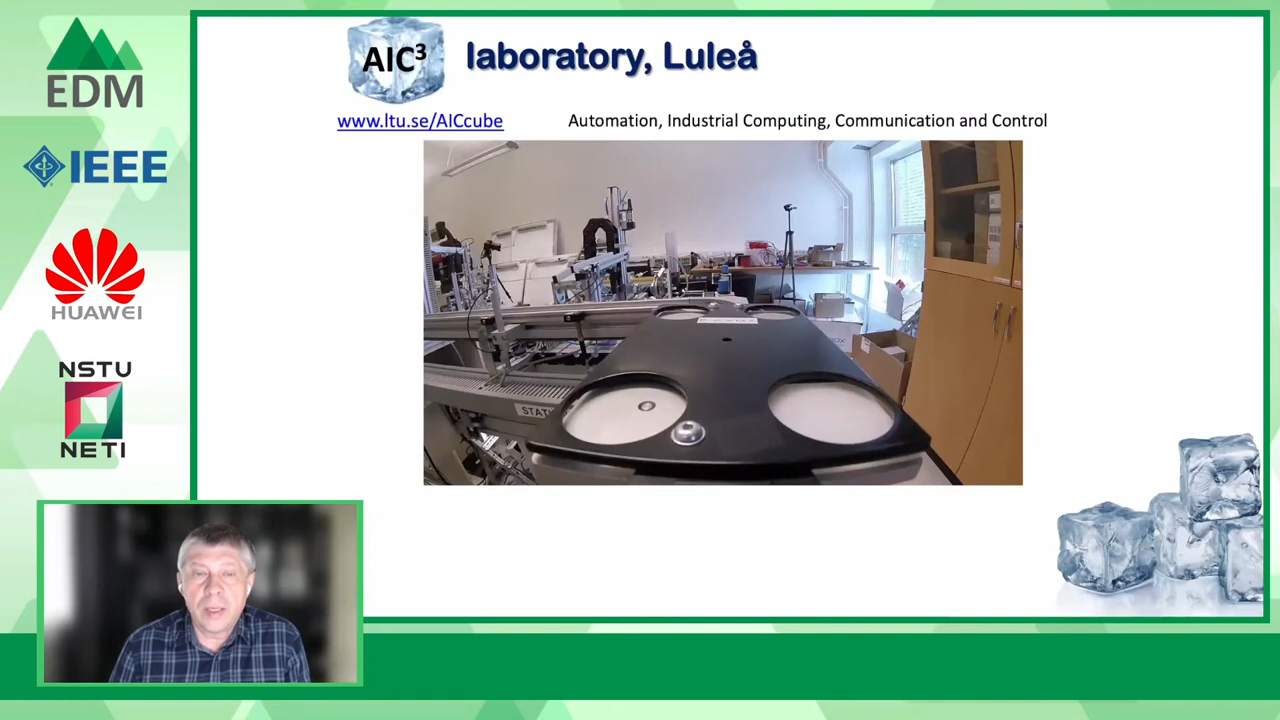 EDM
IEEE
HUAWEI
NSTU
NETI
AIC³ laboratory, Luleå
www.ltu.se/AICcube
Automation, Industrial Computing, Communication and Control